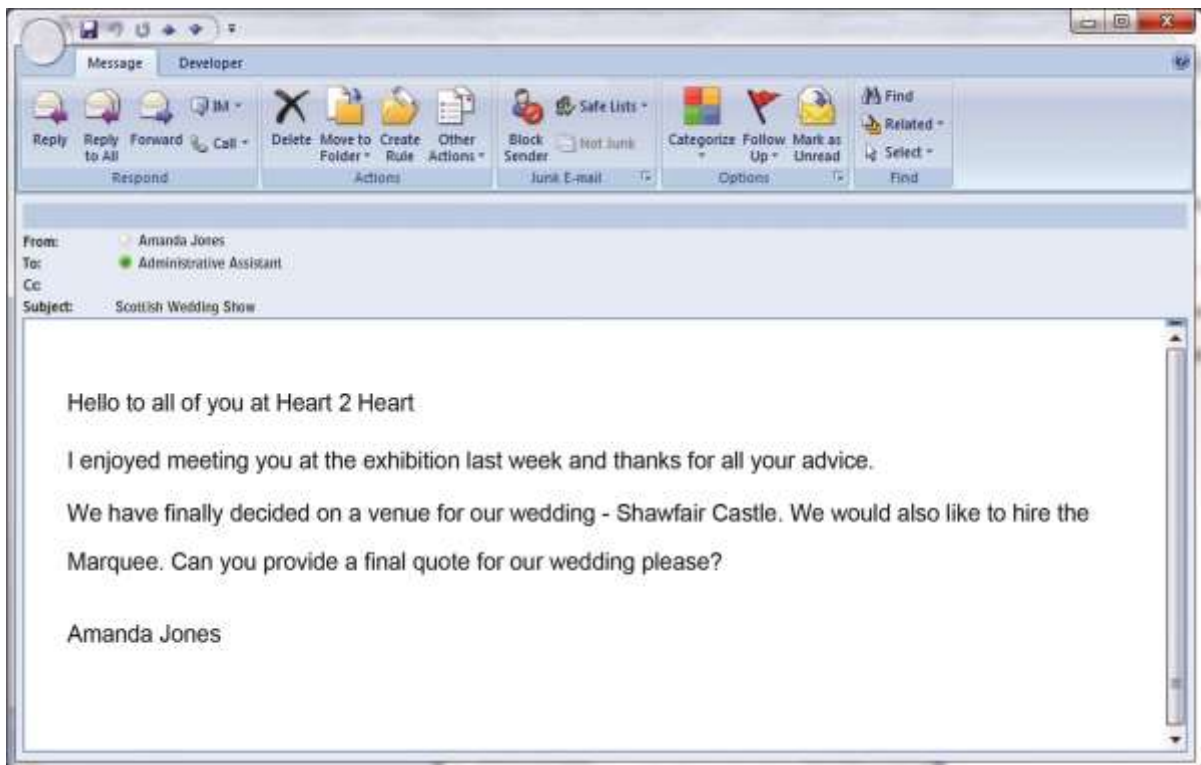 Message Developer
Reply Reply to All Forward IM Call
Delete Move to Folder Create Rule Other Actions
Block Sender Safe Lists Not Junk
Categorize Follow Up Mark as Unread
Find Related Select
Respond Actions Junk E-mail Options Find
From: Amanda Jones
To: Administrative Assistant
Cc:
Subject: Scottish Wedding Show
Hello to all of you at Heart 2 Heart
I enjoyed meeting you at the exhibition last week and thanks for all your advice.
We have finally decided on a venue for our wedding - Shawfair Castle. We would also like to hire the
Marquee. Can you provide a final quote for our wedding please?
Amanda Jones